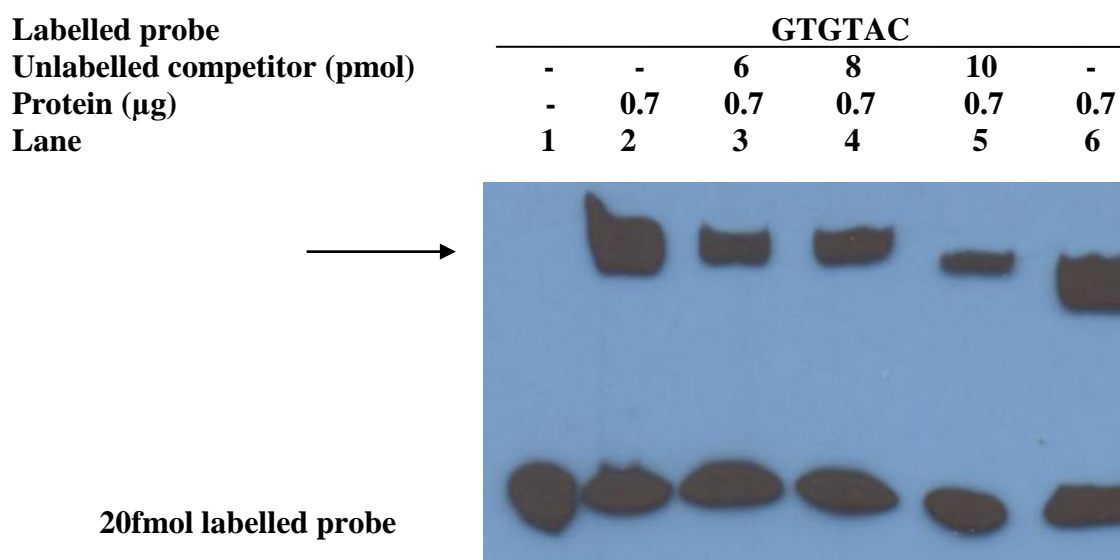 Labelled probe GTGTAC
Unlabelled competitor (pmol) - - 6 8 10 -
Protein (µg) - 0.7 0.7 0.7 0.7 0.7
Lane 1 2 3 4 5 6
20fmol labelled probe